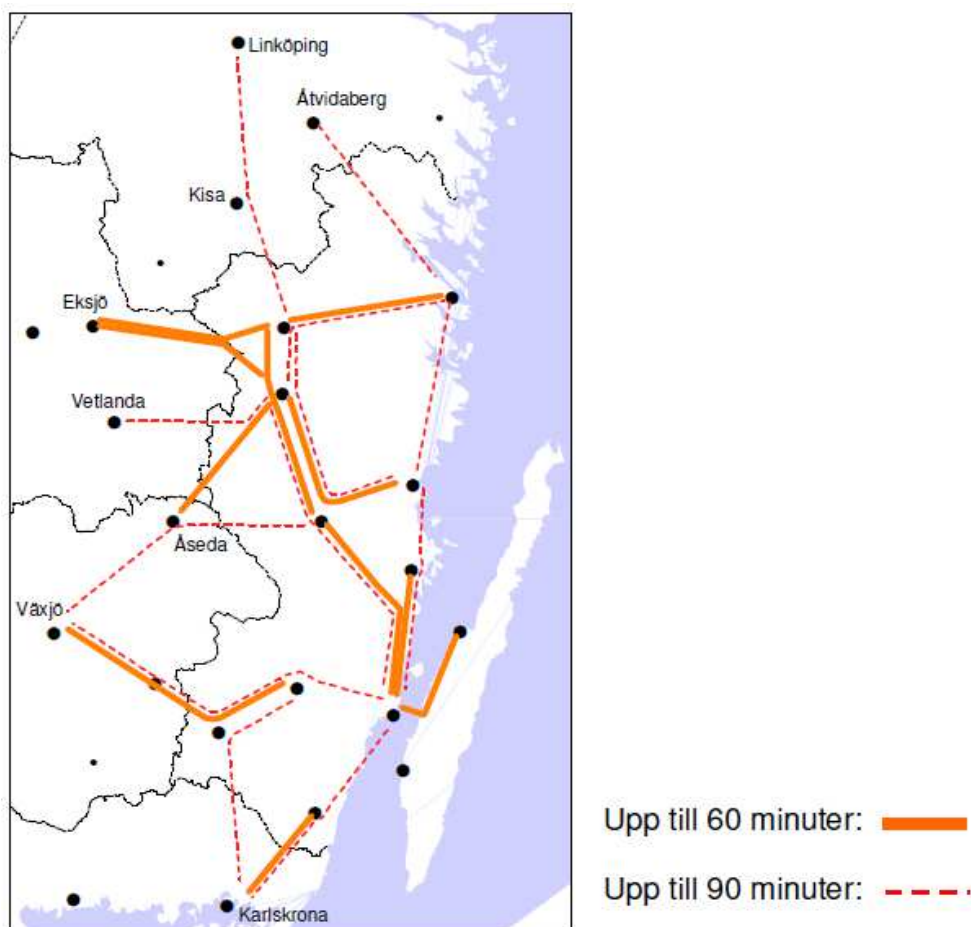 Linköping
Åtvidaberg
Kisa
Eksjö
Vetlanda
Åseda
Växjö
Karlskrona
Upp till 60 minuter:
Upp till 90 minuter: